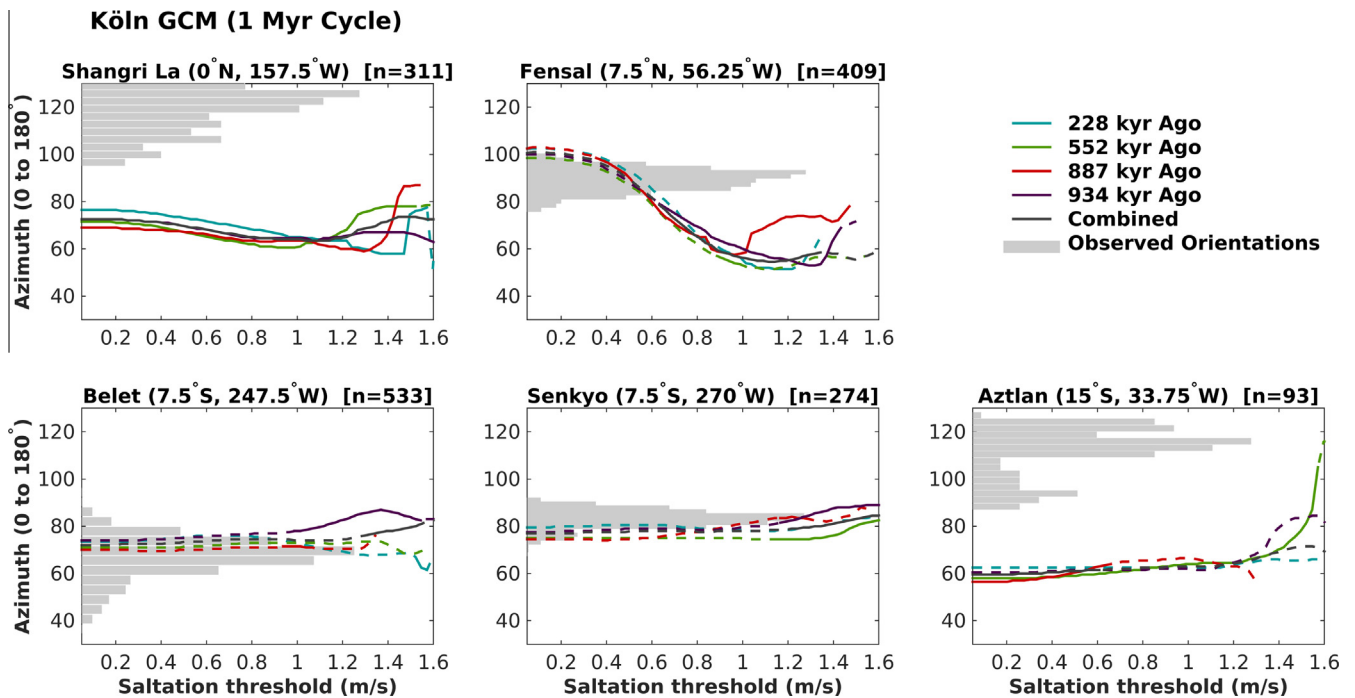 Köln GCM (1 Myr Cycle)
Shangri La (0°N, 157.5°W) [n=311]
Azimuth (0 to 180°)
120
100
80
60
40
0.2 0.4 0.6 0.8 1 1.2 1.4 1.6
Fensal (7.5°N, 56.25°W) [n=409]
120
100
80
60
40
0.2 0.4 0.6 0.8 1 1.2 1.4 1.6
228 kyr Ago
552 kyr Ago
887 kyr Ago
934 kyr Ago
Combined
Observed Orientations
Belet (7.5°S, 247.5°W) [n=533]
Azimuth (0 to 180°)
120
100
80
60
40
0.2 0.4 0.6 0.8 1 1.2 1.4 1.6
Saltation threshold (m/s)
Senkyo (7.5°S, 270°W) [n=274]
120
100
80
60
40
0.2 0.4 0.6 0.8 1 1.2 1.4 1.6
Saltation threshold (m/s)
Aztlan (15°S, 33.75°W) [n=93]
120
100
80
60
40
0.2 0.4 0.6 0.8 1 1.2 1.4 1.6
Saltation threshold (m/s)